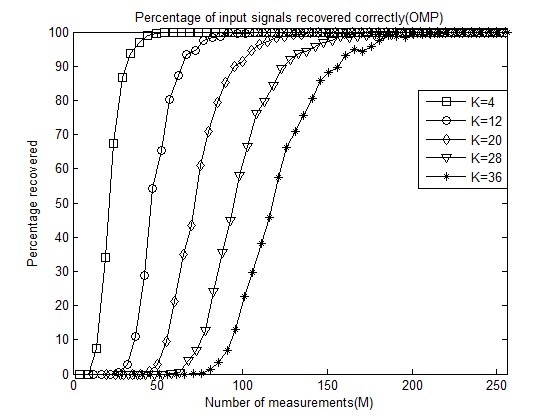 Percentage of input signals recovered correctly(OMP)
Percentage recovered
100
90
80
70
60
50
40
30
20
10
0
0 50 100 150 200 250
Number of measurements(M)
K=4
K=12
K=20
K=28
K=36